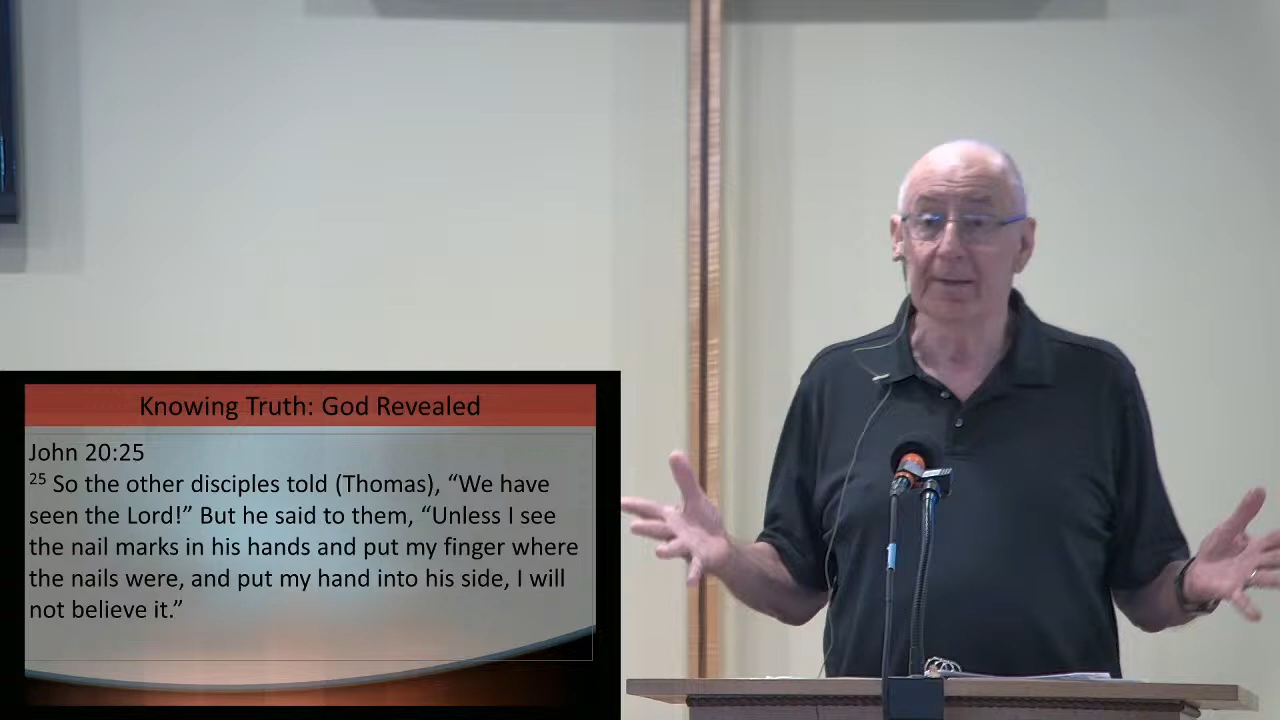 Knowing Truth: God Revealed
John 20:25
²⁵ So the other disciples told (Thomas), “We have
seen the Lord!” But he said to them, “Unless I see
the nail marks in his hands and put my finger where
the nails were, and put my hand into his side, I will
not believe it.”